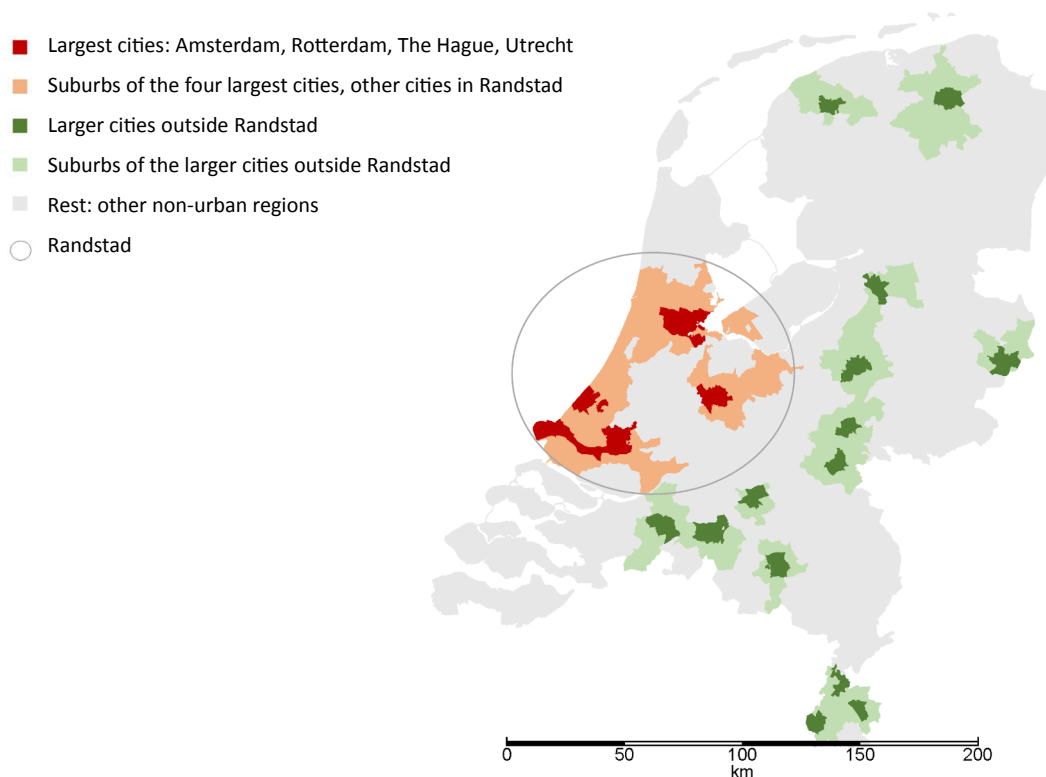 Largest cities: Amsterdam, Rotterdam, The Hague, Utrecht
Suburbs of the four largest cities, other cities in Randstad
Larger cities outside Randstad
Suburbs of the larger cities outside Randstad
Rest: other non-urban regions
Randstad
0 50 100 150 200
km